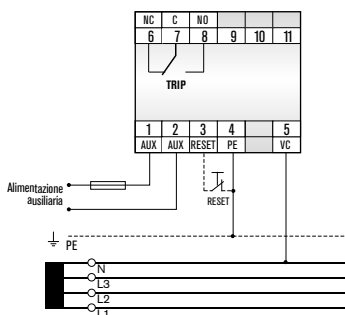 NC C NO
6 7 8 9 10 11
TRIP
1 2 3 4 5
AUX AUX RESET PE VC
Alimentazione
ausiliaria
RESET
PE
N
L3
L2
L1